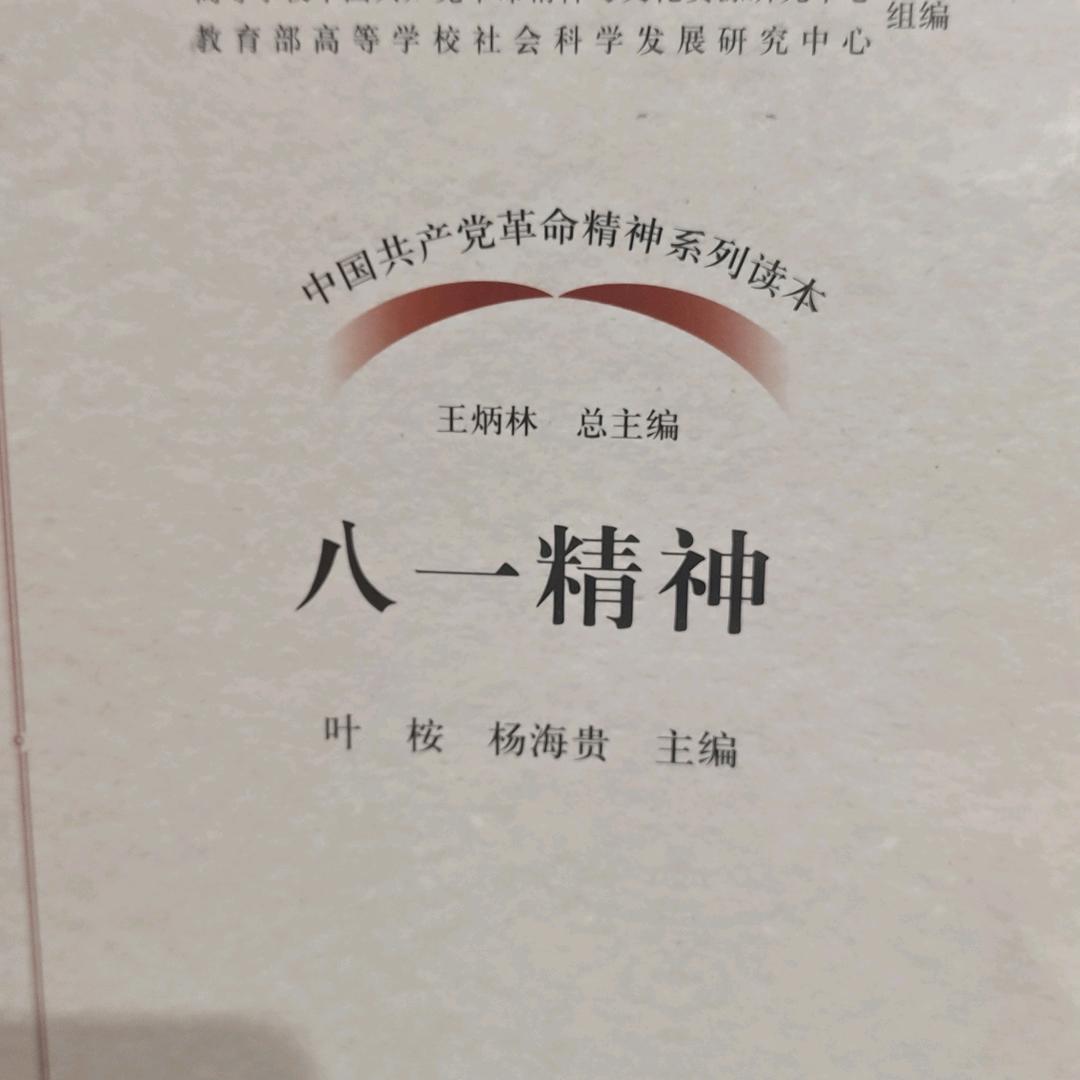 组编
教育部高等学校社会科学发展研究中心
中国共产党革命精神系列读本
王炳林 总主编
八一精神
叶 桉 杨海贵 主编